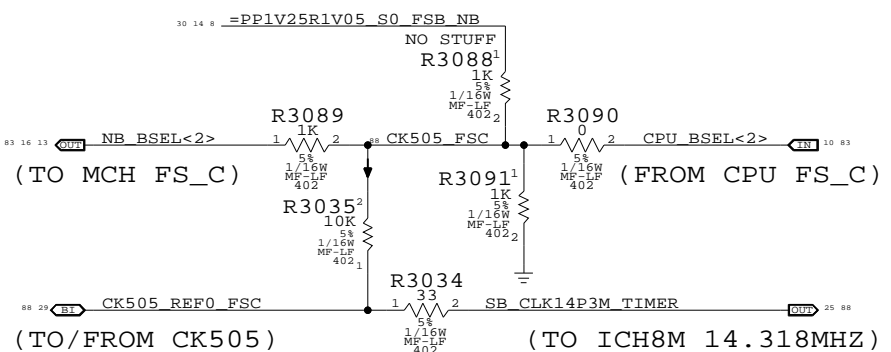 30 14 8 =PP1V25R1V05_S0_FSB_NB
NO STUFF
R3088 1
1K
5%
1/16W
MF-LF
402 2
R3089
1K
1 2
5%
1/16W
MF-LF
402
R3090
0
1 2
5%
1/16W
MF-LF
402
83 16 13 OUT NB_BSEL<2>
88 CK505_FSC
CPU_BSEL<2> IN 10 83
(TO MCH FS_C)
(FROM CPU FS_C)
R3091 1
1K
5%
1/16W
MF-LF
402 2
R3035 2
10K
5%
1/16W
MF-LF
402 1
R3034
33
1 2
5%
1/16W
MF-LF
402
88 29 BI CK505_REF0_FSC
SB_CLK14P3M_TIMER OUT 25 88
(TO/FROM CK505)
(TO ICH8M 14.318MHZ)